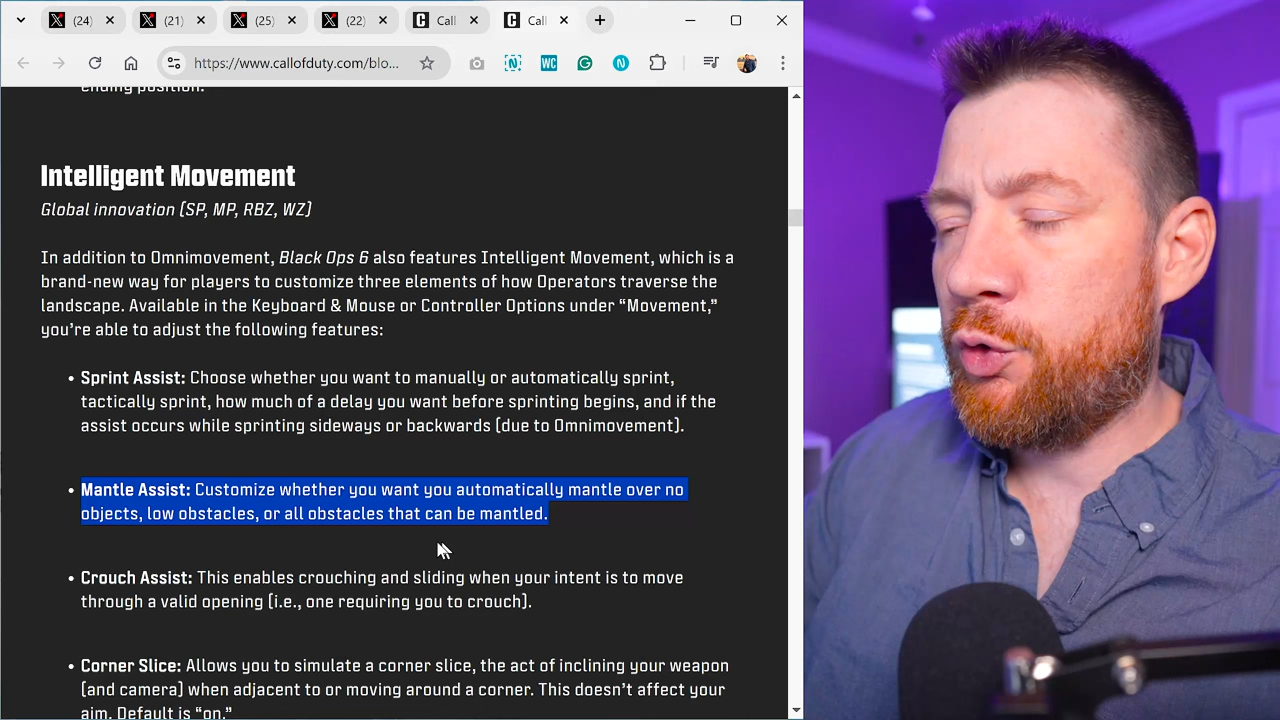 (24)
(21)
(25)
(22)
Call
Call
https://www.callofduty.com/blo...
WC
ending position.
Intelligent Movement
Global innovation [SP, MP, RBZ, WZ]
In addition to Omnimovement, Black Ops 6 also features Intelligent Movement, which is a
brand-new way for players to customize three elements of how Operators traverse the
landscape. Available in the Keyboard & Mouse or Controller Options under “Movement,”
you’re able to adjust the following features:
• Sprint Assist: Choose whether you want to manually or automatically sprint,
tactically sprint, how much of a delay you want before sprinting begins, and if the
assist occurs while sprinting sideways or backwards [due to Omnimovement].
• Mantle Assist: Customize whether you want you automatically mantle over no
objects, low obstacles, or all obstacles that can be mantled.
• Crouch Assist: This enables crouching and sliding when your intent is to move
through a valid opening [i.e., one requiring you to crouch].
• Corner Slice: Allows you to simulate a corner slice, the act of inclining your weapon
[and camera] when adjacent to or moving around a corner. This doesn’t affect your
aim. Default is “on.”